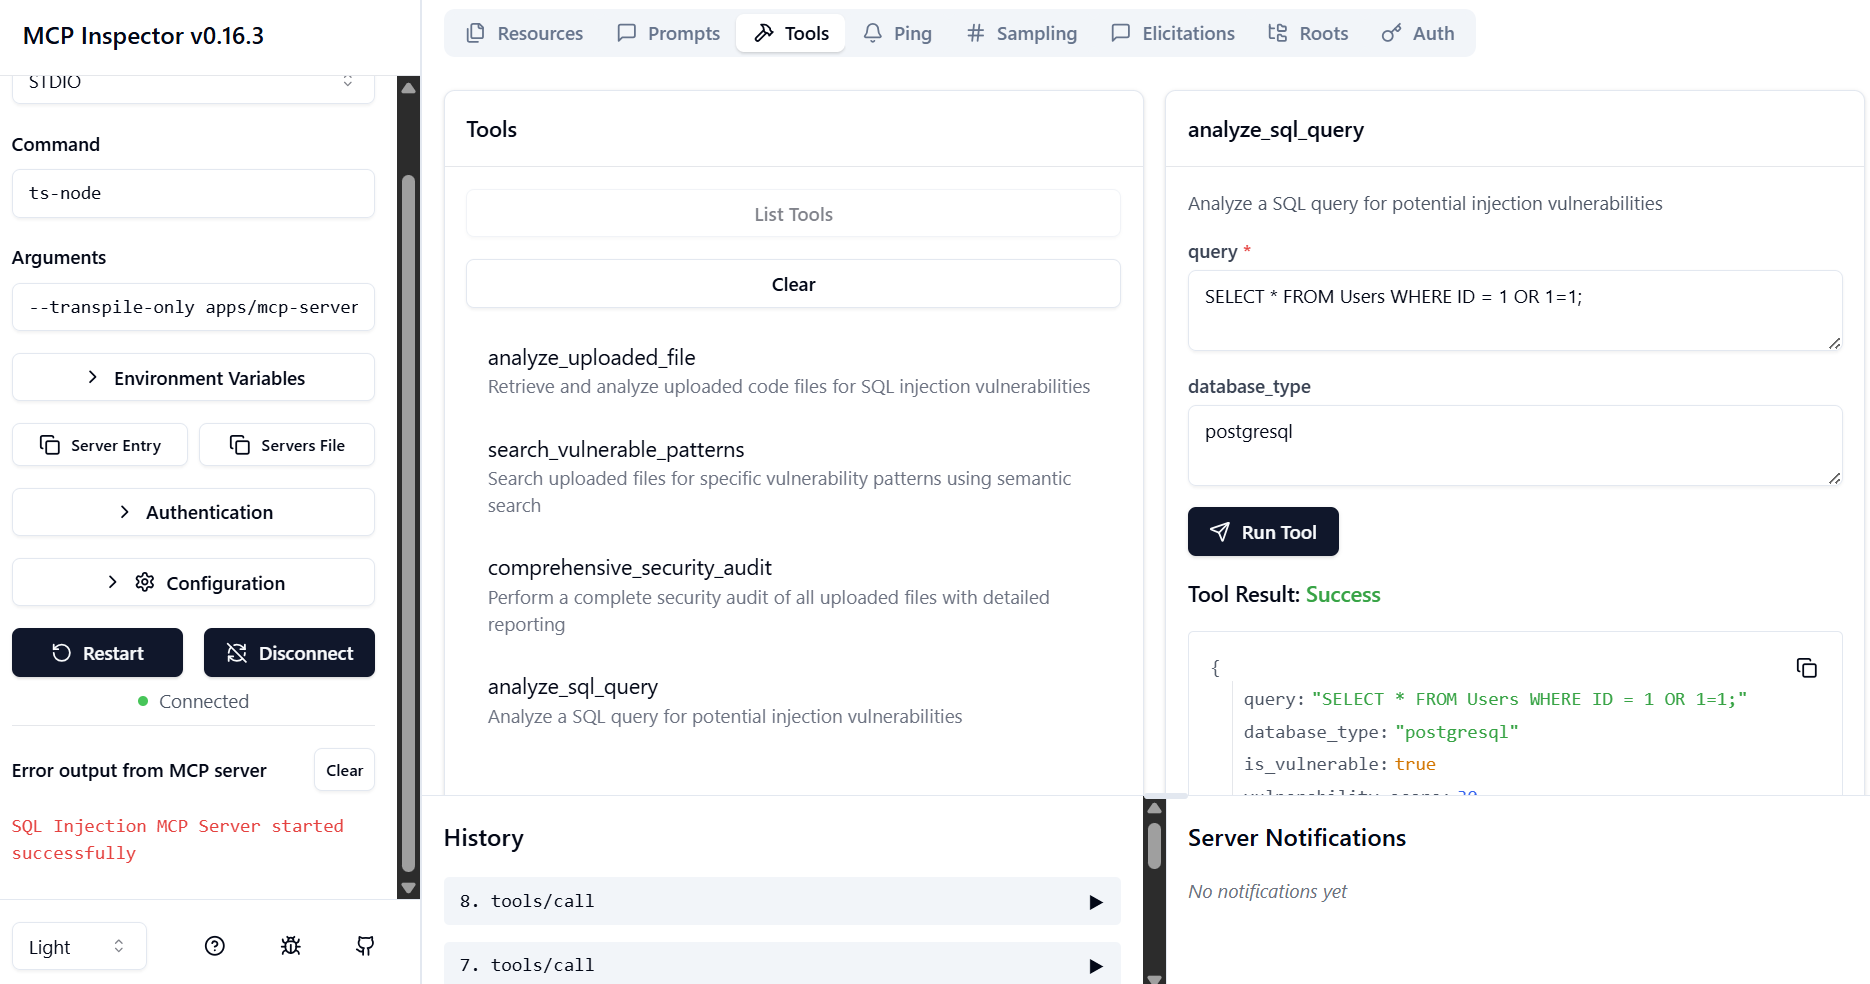 MCP Inspector v0.16.3
STDIO
Command
ts-node
Arguments
--transpile-only apps/mcp-server
Environment Variables
Server Entry
Servers File
Authentication
Configuration
Restart
Disconnect
Connected
Error output from MCP server
Clear
SQL Injection MCP Server started
successfully
Light
Resources
Prompts
Tools
Ping
Sampling
Elicitations
Roots
Auth
Tools
List Tools
Clear
analyze_uploaded_file
Retrieve and analyze uploaded code files for SQL injection vulnerabilities
search_vulnerable_patterns
Search uploaded files for specific vulnerability patterns using semantic
search
comprehensive_security_audit
Perform a complete security audit of all uploaded files with detailed
reporting
analyze_sql_query
Analyze a SQL query for potential injection vulnerabilities
analyze_sql_query
Analyze a SQL query for potential injection vulnerabilities
query *
SELECT * FROM Users WHERE ID = 1 OR 1=1;
database_type
postgresql
Run Tool
Tool Result: Success
{
query: "SELECT * FROM Users WHERE ID = 1 OR 1=1;"
database_type: "postgresql"
is_vulnerable: true
History
8. tools/call
7. tools/call
Server Notifications
No notifications yet